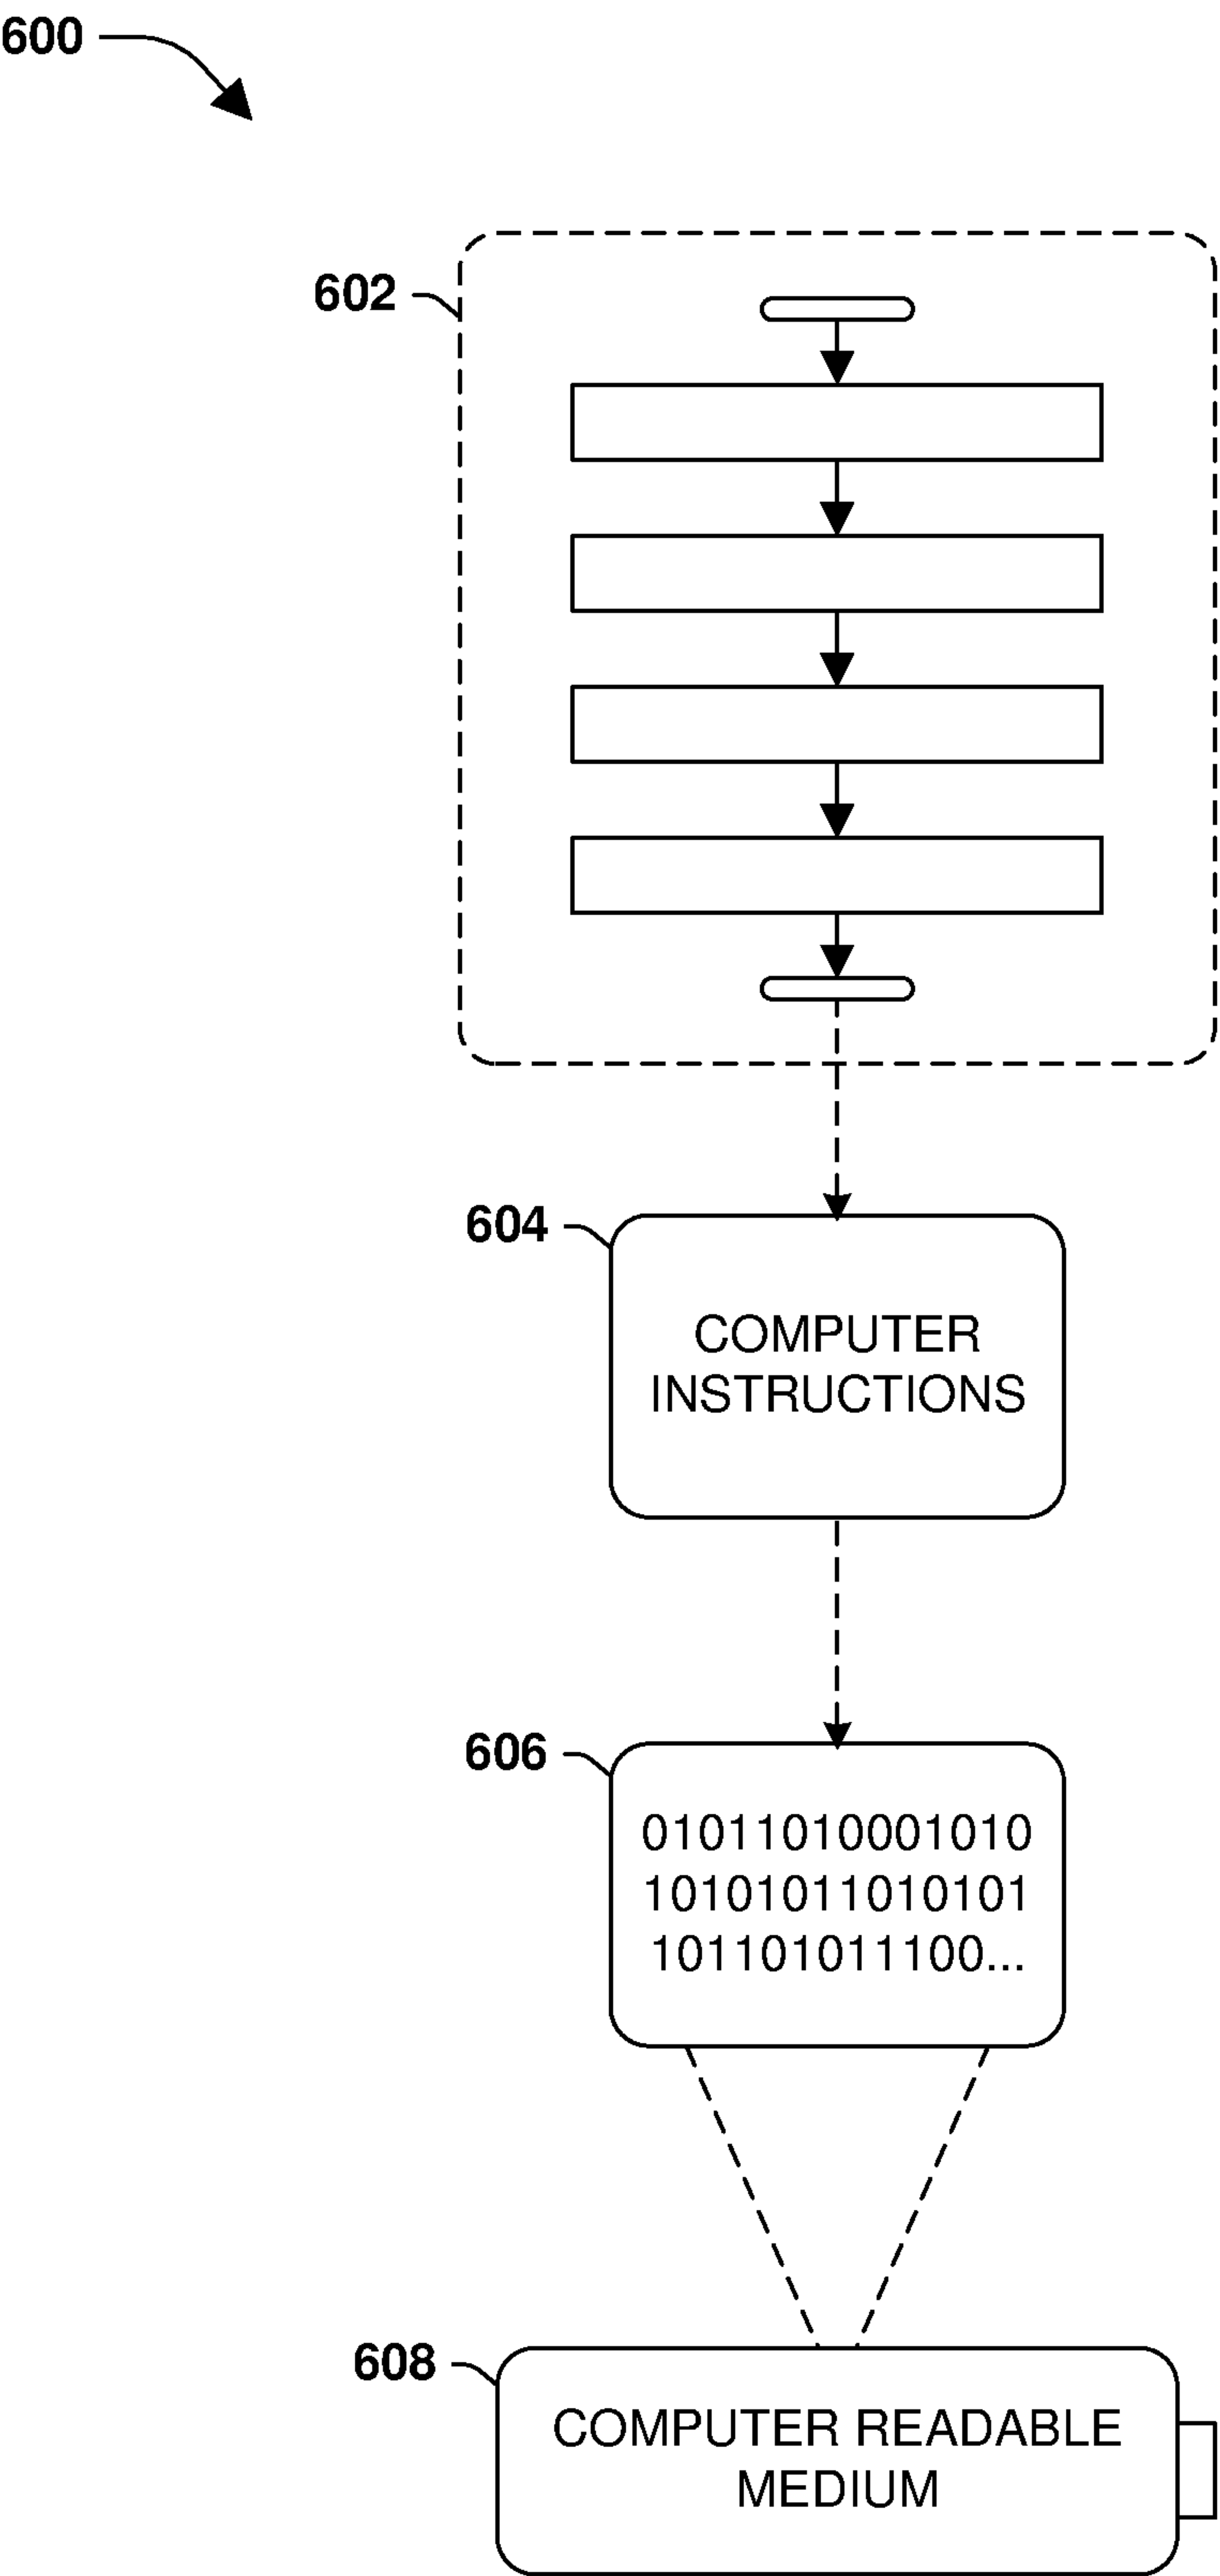 600
602
604
COMPUTER
INSTRUCTIONS
606
01011010001010
10101011010101
101101011100...
608
COMPUTER READABLE
MEDIUM